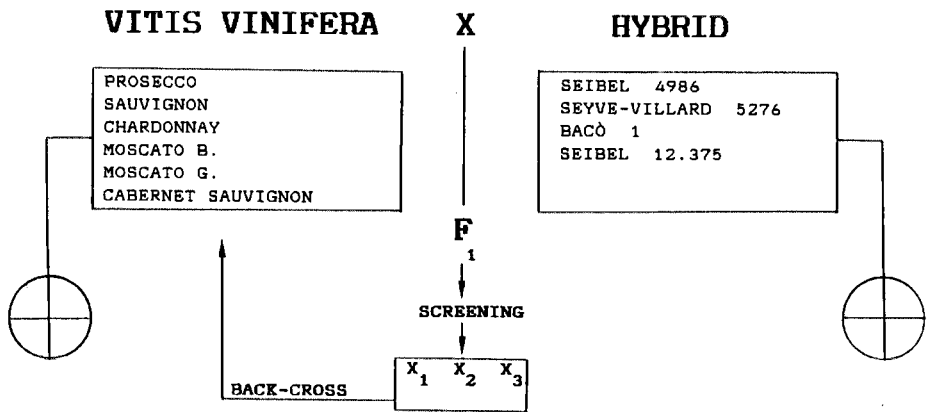 VITIS VINIFERA X HYBRID
PROSECCO
SAUVIGNON
CHARDONNAY
MOSCATO B.
MOSCATO G.
CABERNET SAUVIGNON
SEIBEL 4986
SEYVE-VILLARD 5276
BACÒ 1
SEIBEL 12.375
F1
SCREENING
X1 X2 X3
BACK-CROSS